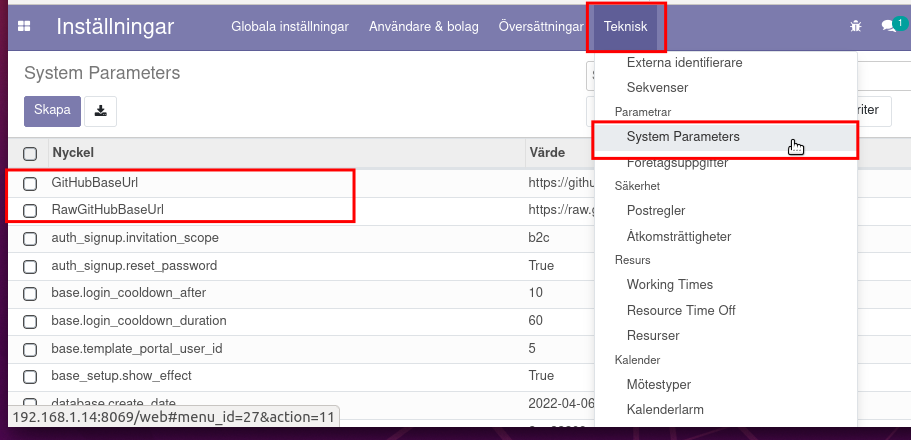 Inställningar Globala inställningar Användare & bolag Översättningar Teknisk 1
System Parameters
Skapa
Nyckel Värde
GitHubBaseUrl https://githu
RawGitHubBaseUrl https://raw.
auth_signup.invitation_scope b2c
auth_signup.reset_password True
base.login_cooldown_after 10
base.login_cooldown_duration 60
base.template_portal_user_id 5
base_setup.show_effect True
database.create_date 2022-04-06
192.168.1.14:8069/web#menu_id=27&action=11
Externa identifierare
Sekvenser
Parametrar
System Parameters
Företagsuppgifter
Säkerhet
Postregler
Åtkomsträttigheter
Resurs
Working Times
Resource Time Off
Resurser
Kalender
Mötestyper
Kalenderlarm
riter